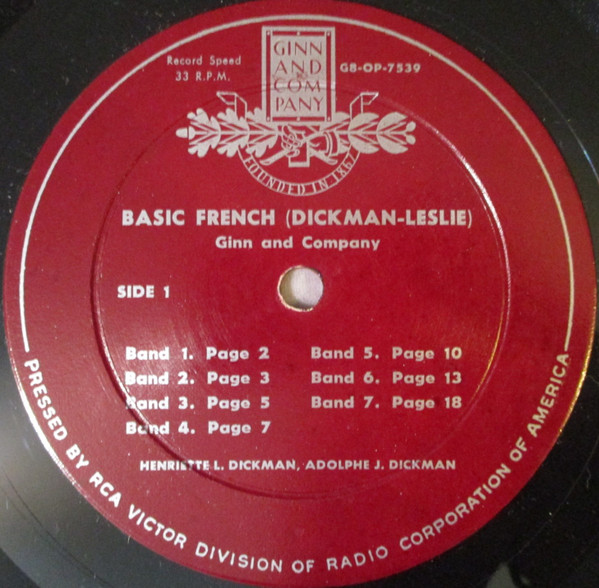 GINN
AND
COM
PANY
FOUNDED IN 1867
Record Speed
33 R.P.M.
G8-OP-7539
BASIC FRENCH (DICKMAN-LESLIE)
Ginn and Company
SIDE 1
Band 1. Page 2
Band 2. Page 3
Band 3. Page 5
Band 4. Page 7
Band 5. Page 10
Band 6. Page 13
Band 7. Page 18
HENRIETTE L. DICKMAN, ADOLPHE J. DICKMAN
PRESSED BY RCA VICTOR DIVISION OF RADIO CORPORATION OF AMERICA